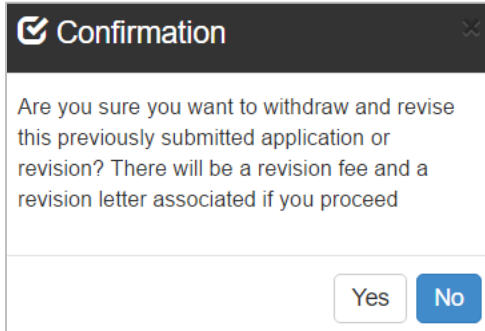 Confirmation
Are you sure you want to withdraw and revise
this previously submitted application or
revision? There will be a revision fee and a
revision letter associated if you proceed
Yes No